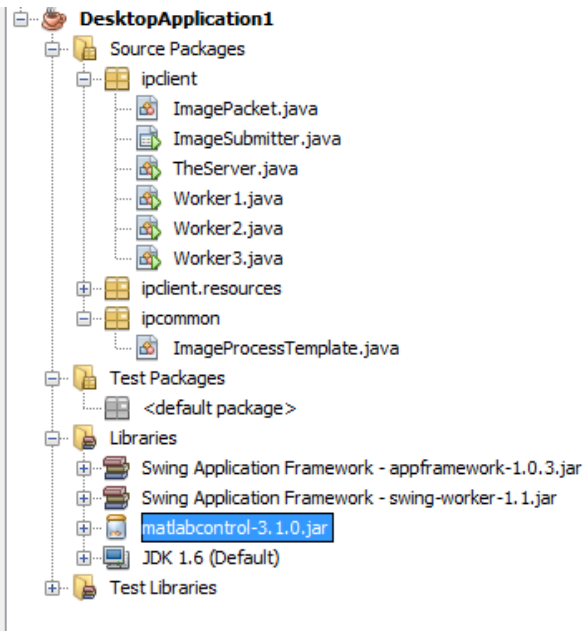 DesktopApplication1
Source Packages
ipclient
ImagePacket.java
ImageSubmitter.java
TheServer.java
Worker1.java
Worker2.java
Worker3.java
ipclient.resources
ipcommon
ImageProcessTemplate.java
Test Packages
<default package>
Libraries
Swing Application Framework - appframework-1.0.3.jar
Swing Application Framework - swing-worker-1.1.jar
matlabcontrol-3.1.0.jar
JDK 1.6 (Default)
Test Libraries